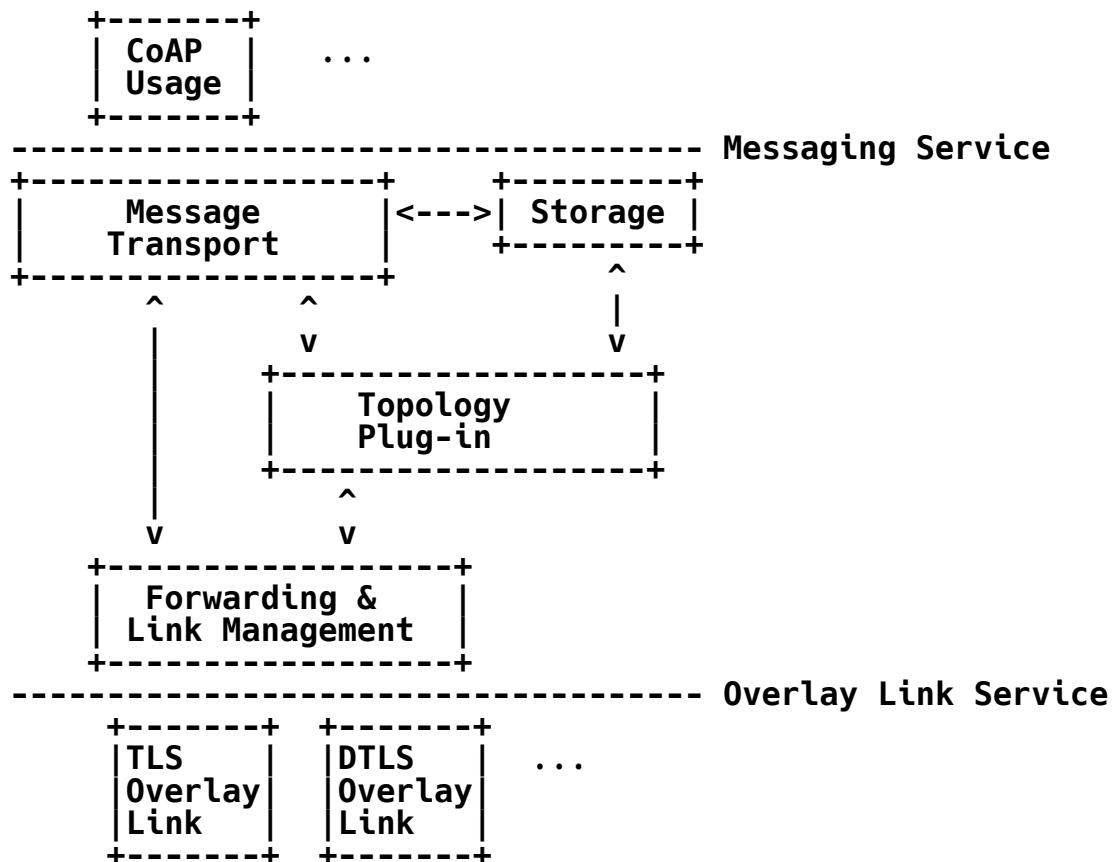 CoAP ...
Usage
Messaging Service
Message <---> Storage
Transport
Topology
Plug-in
Forwarding &
Link Management
Overlay Link Service
TLS DTLS ...
Overlay Overlay
Link Link